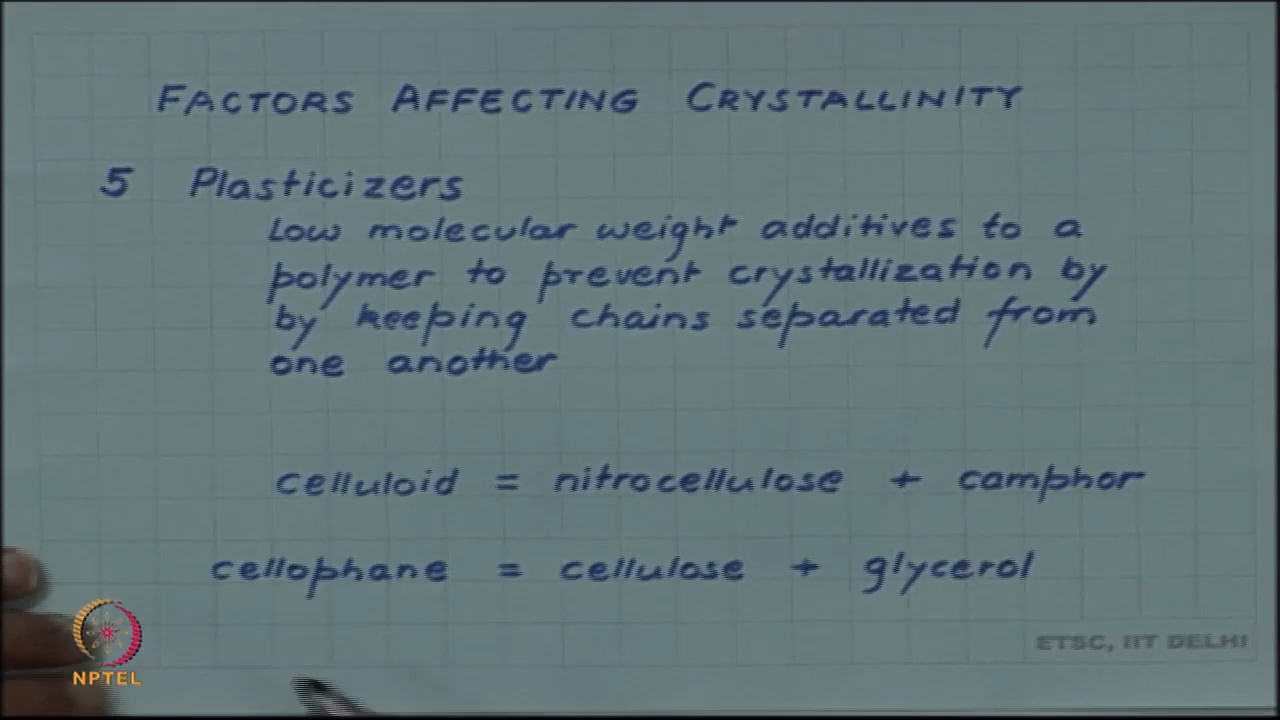 FACTORS AFFECTING CRYSTALLINITY
5 Plasticizers
Low molecular weight additives to a
polymer to prevent crystallization by
by keeping chains separated from
one another
celluloid = nitrocellulose + camphor
cellophane = cellulose + glycerol
ETSC, IIT DELHI
NPTEL